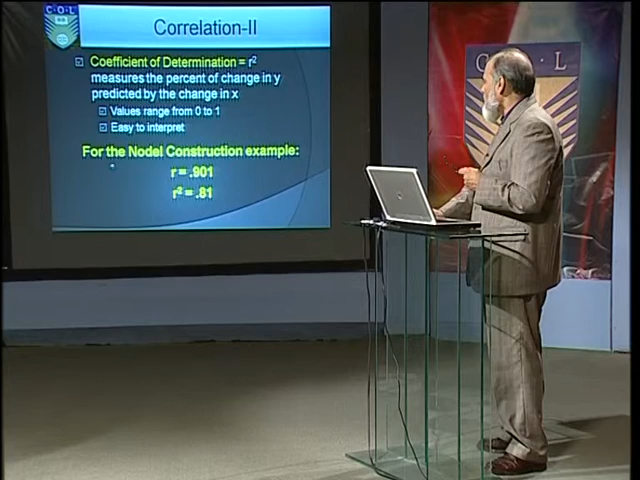 C O L
Correlation-II
Coefficient of Determination = r²
measures the percent of change in y
predicted by the change in x
Values range from 0 to 1
Easy to interpret
For the Nodel Construction example:
r = .901
r² = .81
C O L